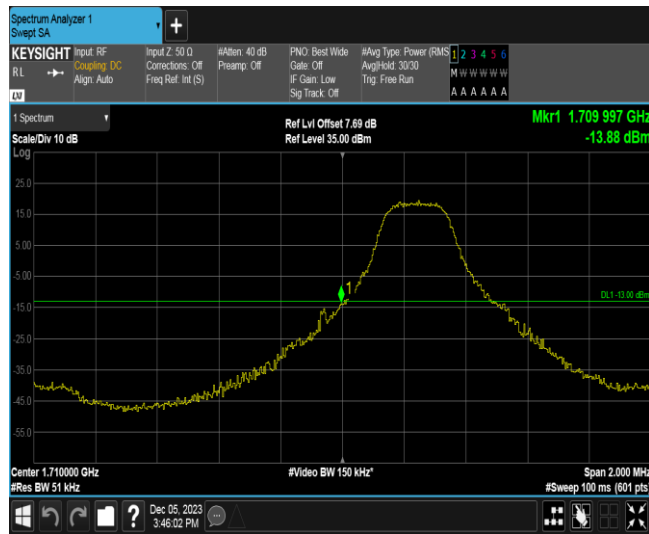 Spectrum Analyzer 1
Swept SA
+
KEYSIGHT
RL
LXI
Input: RF
Coupling: DC
Align: Auto
Input Z: 50 Ω
Corrections: Off
Freq Ref: Int (S)
#Atten: 40 dB
Preamp: Off
PNO: Best Wide
Gate: Off
IF Gain: Low
Sig Track: Off
#Avg Type: Power (RMS
Avg|Hold: 30/30
Trig: Free Run
1 2 3 4 5 6
M W W W W W
A A A A A A
1 Spectrum
Scale/Div 10 dB
Log
Ref Lvl Offset 7.69 dB
Ref Level 35.00 dBm
Mkr1 1.709 997 GHz
-13.88 dBm
25.0
15.0
5.00
-5.00
-15.0
-25.0
-35.0
-45.0
-55.0
1
DL1 -13.00 dBm
Center 1.710000 GHz
#Res BW 51 kHz
#Video BW 150 kHz*
Span 2.000 MHz
#Sweep 100 ms (601 pts
?
Dec 05, 2023
3:46:02 PM